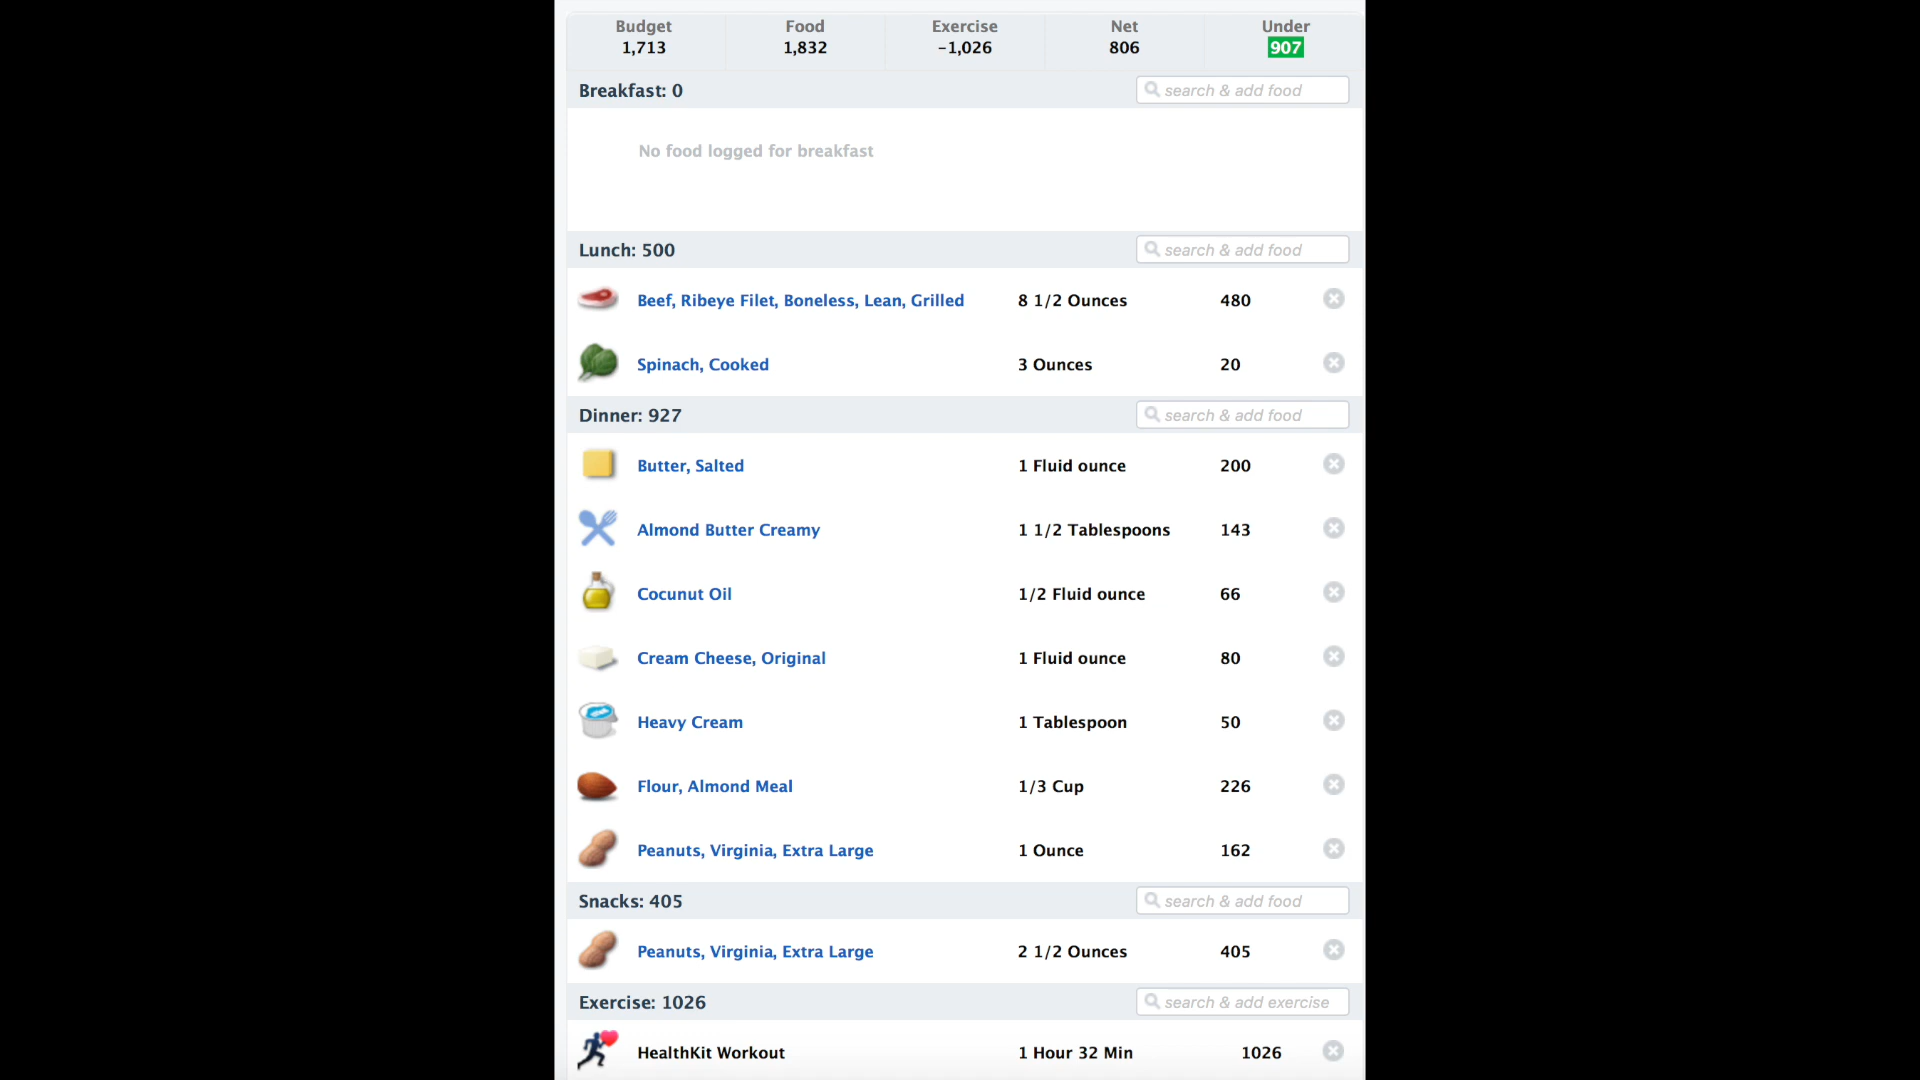 Budget Food Exercise Net Under
1,713 1,832 -1,026 806 907
Breakfast: 0 search & add food
No food logged for breakfast
Lunch: 500 search & add food
Beef, Ribeye Filet, Boneless, Lean, Grilled 8 1/2 Ounces 480
Spinach, Cooked 3 Ounces 20
Dinner: 927 search & add food
Butter, Salted 1 Fluid ounce 200
Almond Butter Creamy 1 1/2 Tablespoons 143
Cocunut Oil 1/2 Fluid ounce 66
Cream Cheese, Original 1 Fluid ounce 80
Heavy Cream 1 Tablespoon 50
Flour, Almond Meal 1/3 Cup 226
Peanuts, Virginia, Extra Large 1 Ounce 162
Snacks: 405 search & add food
Peanuts, Virginia, Extra Large 2 1/2 Ounces 405
Exercise: 1026 search & add exercise
HealthKit Workout 1 Hour 32 Min 1026